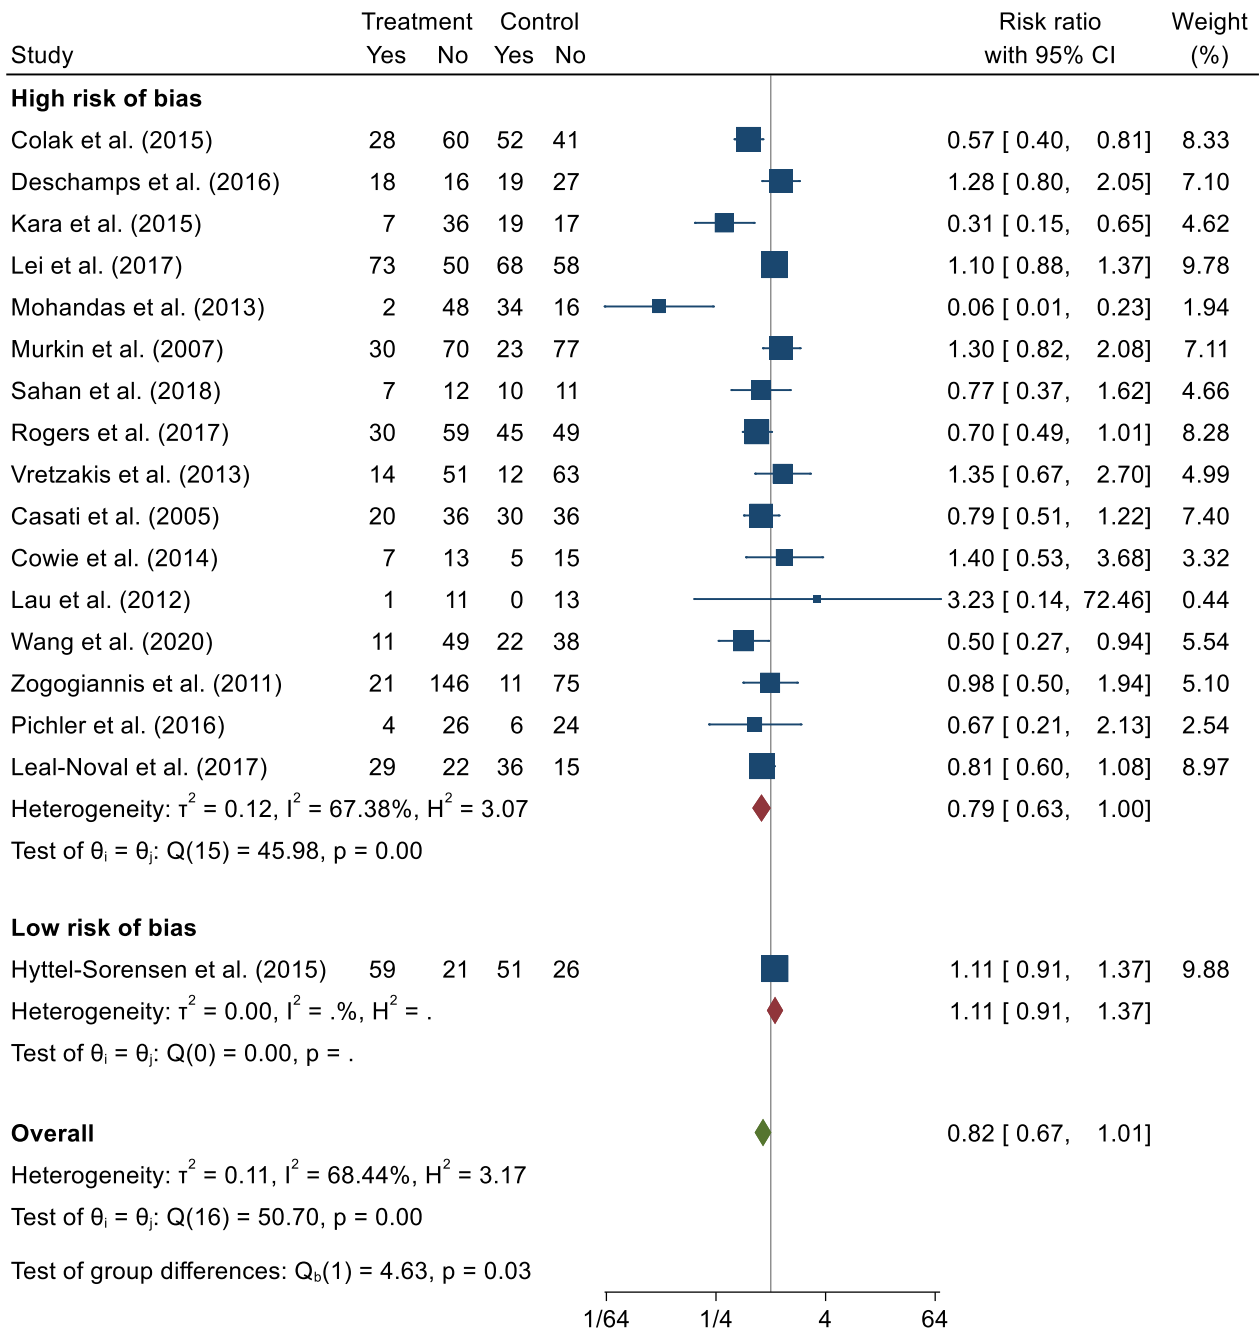 Treatment Control Risk ratio Weight
Study Yes No Yes No with 95% CI (%)
High risk of bias
Colak et al. (2015) 28 60 52 41 0.57 [ 0.40, 0.81] 8.33
Deschamps et al. (2016) 18 16 19 27 1.28 [ 0.80, 2.05] 7.10
Kara et al. (2015) 7 36 19 17 0.31 [ 0.15, 0.65] 4.62
Lei et al. (2017) 73 50 68 58 1.10 [ 0.88, 1.37] 9.78
Mohandas et al. (2013) 2 48 34 16 0.06 [ 0.01, 0.23] 1.94
Murkin et al. (2007) 30 70 23 77 1.30 [ 0.82, 2.08] 7.11
Sahan et al. (2018) 7 12 10 11 0.77 [ 0.37, 1.62] 4.66
Rogers et al. (2017) 30 59 45 49 0.70 [ 0.49, 1.01] 8.28
Vretzakis et al. (2013) 14 51 12 63 1.35 [ 0.67, 2.70] 4.99
Casati et al. (2005) 20 36 30 36 0.79 [ 0.51, 1.22] 7.40
Cowie et al. (2014) 7 13 5 15 1.40 [ 0.53, 3.68] 3.32
Lau et al. (2012) 1 11 0 13 3.23 [ 0.14, 72.46] 0.44
Wang et al. (2020) 11 49 22 38 0.50 [ 0.27, 0.94] 5.54
Zogogiannis et al. (2011) 21 146 11 75 0.98 [ 0.50, 1.94] 5.10
Pichler et al. (2016) 4 26 6 24 0.67 [ 0.21, 2.13] 2.54
Leal-Noval et al. (2017) 29 22 36 15 0.81 [ 0.60, 1.08] 8.97
Heterogeneity: τ² = 0.12, I² = 67.38%, H² = 3.07 0.79 [ 0.63, 1.00]
Test of θᵢ = θⱼ: Q(15) = 45.98, p = 0.00
Low risk of bias
Hyttel-Sorensen et al. (2015) 59 21 51 26 1.11 [ 0.91, 1.37] 9.88
Heterogeneity: τ² = 0.00, I² = .%, H² = . 1.11 [ 0.91, 1.37]
Test of θᵢ = θⱼ: Q(0) = 0.00, p = .
Overall 0.82 [ 0.67, 1.01]
Heterogeneity: τ² = 0.11, I² = 68.44%, H² = 3.17
Test of θᵢ = θⱼ: Q(16) = 50.70, p = 0.00
Test of group differences: Q_b(1) = 4.63, p = 0.03
1/64 1/4 4 64